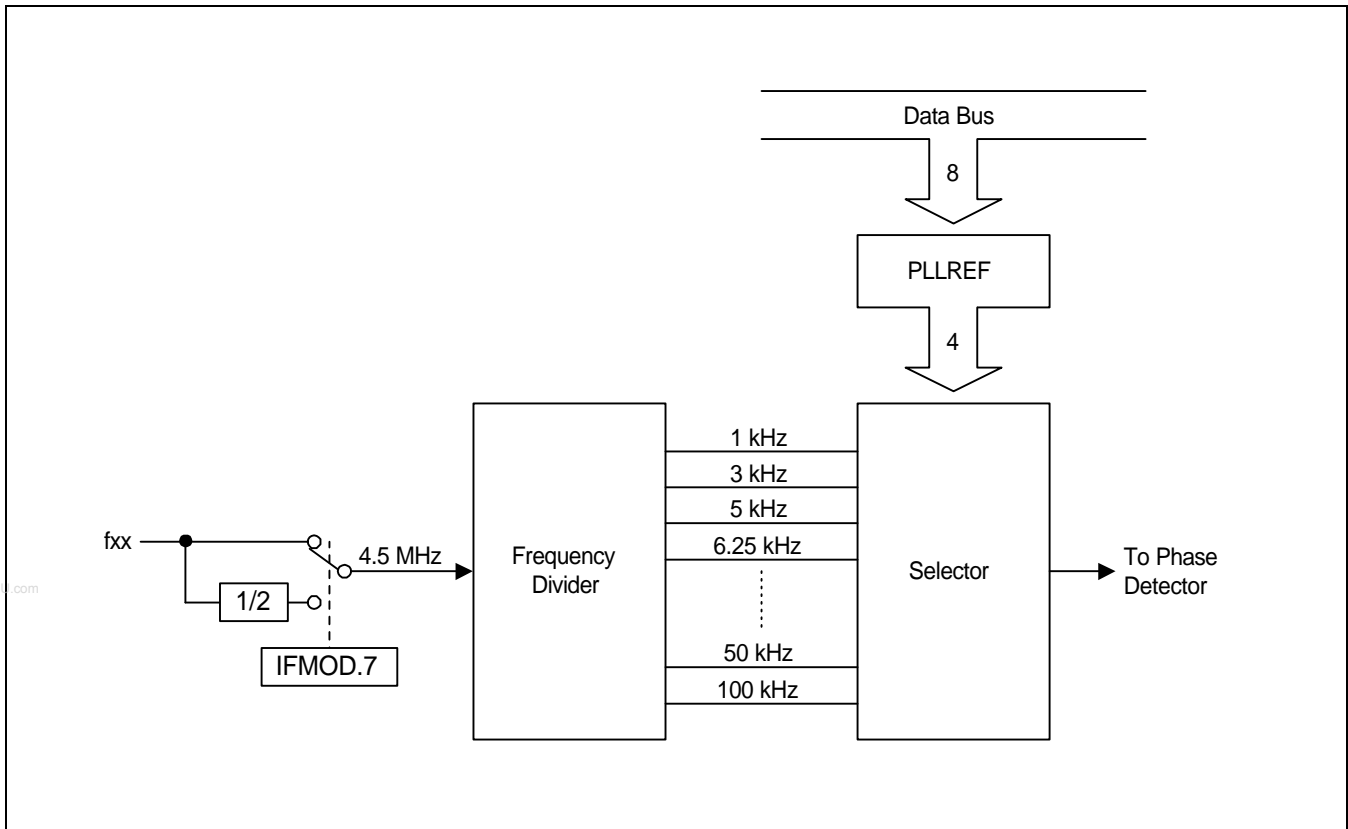 Data Bus
8
PLLREF
4
1 kHz
3 kHz
5 kHz
6.25 kHz
50 kHz
100 kHz
fxx
4.5 MHz
1/2
IFMOD.7
Frequency
Divider
Selector
To Phase
Detector
U.com